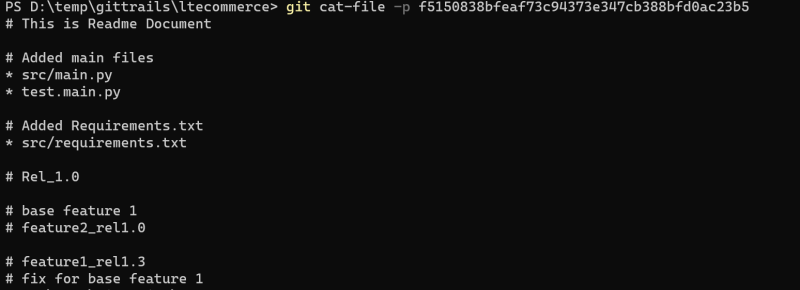 PS D:\temp\gittrails\ltecommerce> git cat-file -p f5150838bfeaf73c94373e347cb388bfd0ac23b5
# This is Readme Document
# Added main files
* src/main.py
* test.main.py
# Added Requirements.txt
* src/requirements.txt
# Rel_1.0
# base feature 1
# feature2_rel1.0
# feature1_rel1.3
# fix for base feature 1